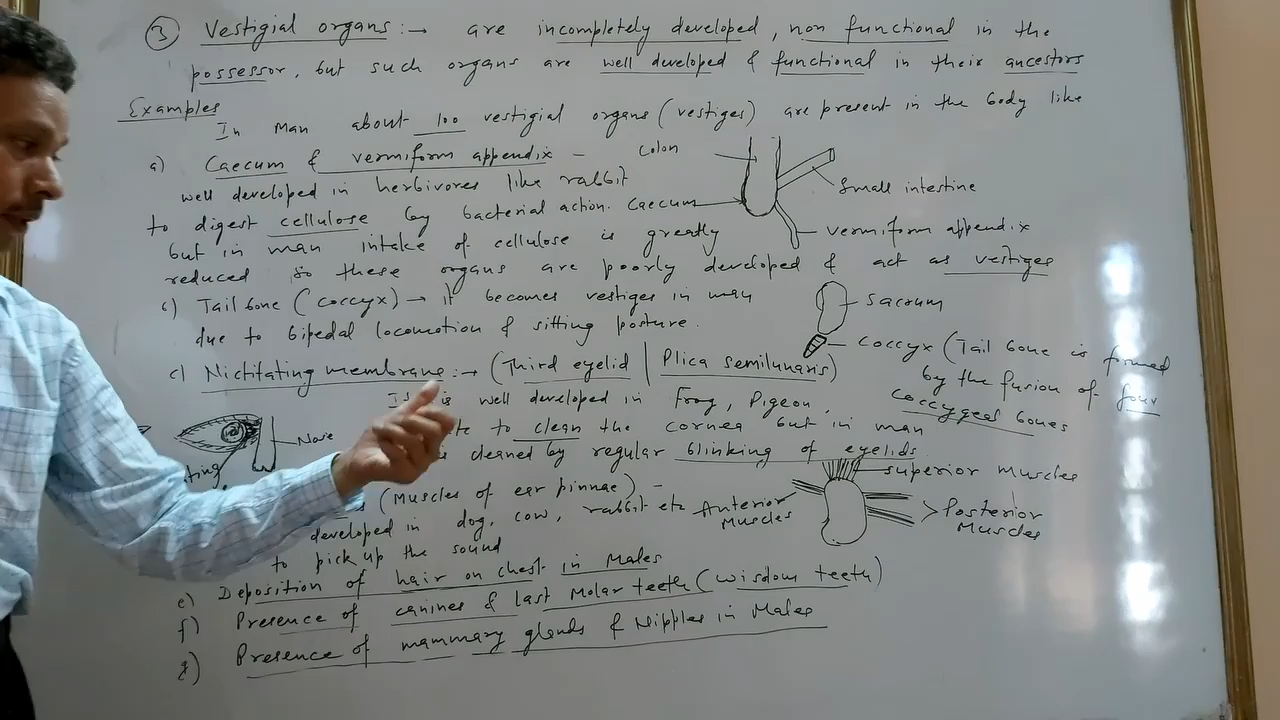 ③ Vestigial organs :→ are incompletely developed, non functional in the
possessor, but such organs are well developed & functional in their ancestors
Examples
In Man about 100 vestigial organs (vestiges) are present in the body like
a) Caecum & vermiform appendix -
well developed in herbivores like rabbit
to digest cellulose by bacterial action.
but in man intake of cellulose is greatly
reduced so these organs are poorly developed & act as vestiges
Colon
Small intestine
Caecum
vermiform appendix
c) Tail bone (coccyx) → it becomes vestiges in man
due to bipedal locomotion & sitting posture.
Sacrum
coccyx (Tail bone is formed
by the fusion of four
coccygeal bones
c) Nictitating membrane :→ (Third eyelid | Plica semilunaris)
is well developed in Frog, Pigeon,
to clean the cornea but in man
cleaned by regular blinking of eyelids
Nose
ting
(Muscles of ear pinnae) -
developed in dog, cow, rabbit etc
to pick up the sound
superior muscles
Anterior
Muscles
Posterior
Muscles
e) Deposition of hair on chest in Males
f) Presence of canines & last Molar teeth (wisdom teeth)
g) Presence of mammary glands & Nipples in Males